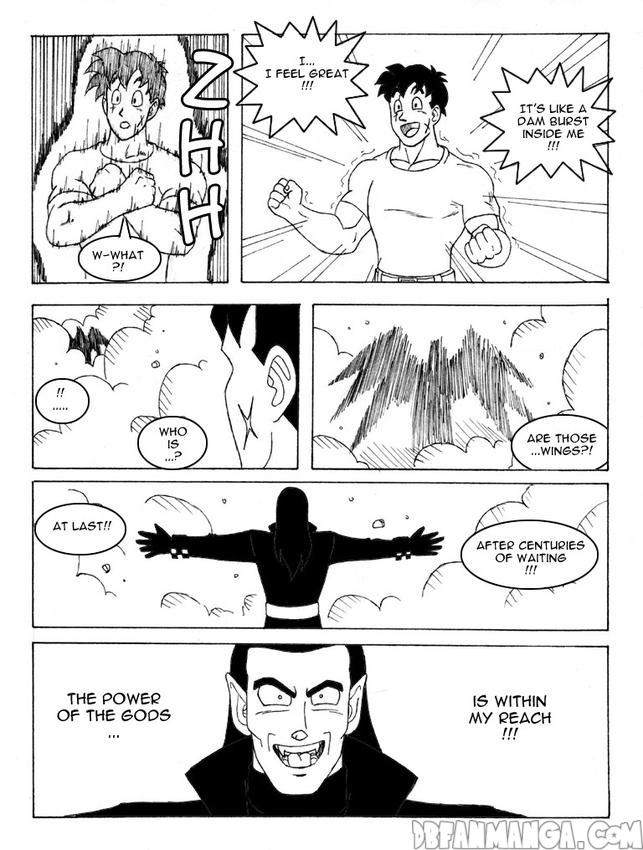 ZHH
W-WHAT
?!
I...
I FEEL GREAT
!!!
IT'S LIKE A
DAM BURST
INSIDE ME
!!!
!!
.....
WHO
IS
...?
ARE THOSE
...WINGS?!
AT LAST!!
AFTER CENTURIES
OF WAITING
!!!
THE POWER
OF THE GODS
...
IS WITHIN
MY REACH
!!!
DBFANMANGA.COM